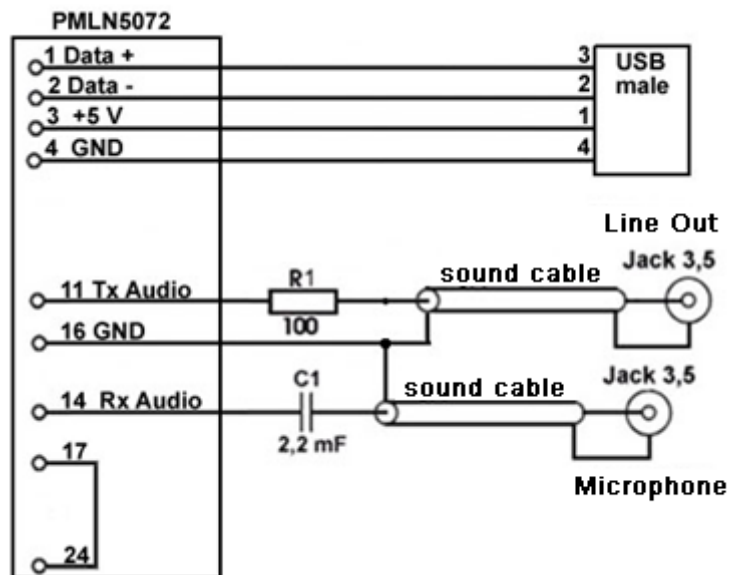 PMLN5072
1 Data +
3
USB
male
2 Data -
2
3 +5 V
1
4 GND
4
Line Out
sound cable
Jack 3,5
11 Tx Audio
R1
100
16 GND
C1
sound cable
Jack 3,5
14 Rx Audio
2,2 mF
17
Microphone
24